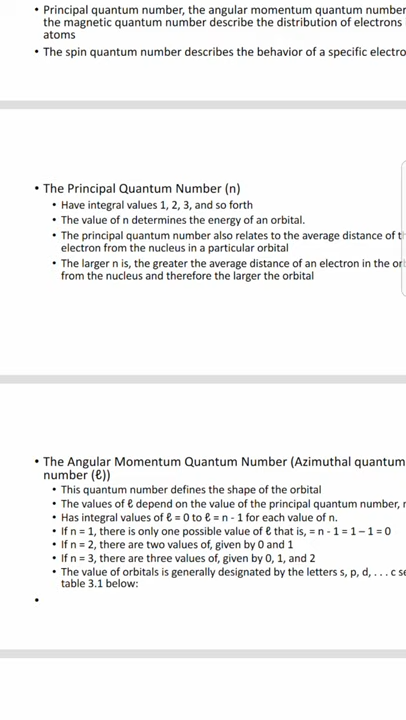 • Principal quantum number, the angular momentum quantum number
the magnetic quantum number describe the distribution of electrons
atoms
• The spin quantum number describes the behavior of a specific electro
• The Principal Quantum Number (n)
• Have integral values 1, 2, 3, and so forth
• The value of n determines the energy of an orbital.
• The principal quantum number also relates to the average distance of t
electron from the nucleus in a particular orbital
• The larger n is, the greater the average distance of an electron in the or
from the nucleus and therefore the larger the orbital
• The Angular Momentum Quantum Number (Azimuthal quantum
number (ℓ))
• This quantum number defines the shape of the orbital
• The values of ℓ depend on the value of the principal quantum number, r
• Has integral values of ℓ = 0 to ℓ = n - 1 for each value of n.
• If n = 1, there is only one possible value of ℓ that is, = n - 1 = 1 – 1 = 0
• If n = 2, there are two values of, given by 0 and 1
• If n = 3, there are three values of, given by 0, 1, and 2
• The value of orbitals is generally designated by the letters s, p, d, . . . c se
table 3.1 below:
•